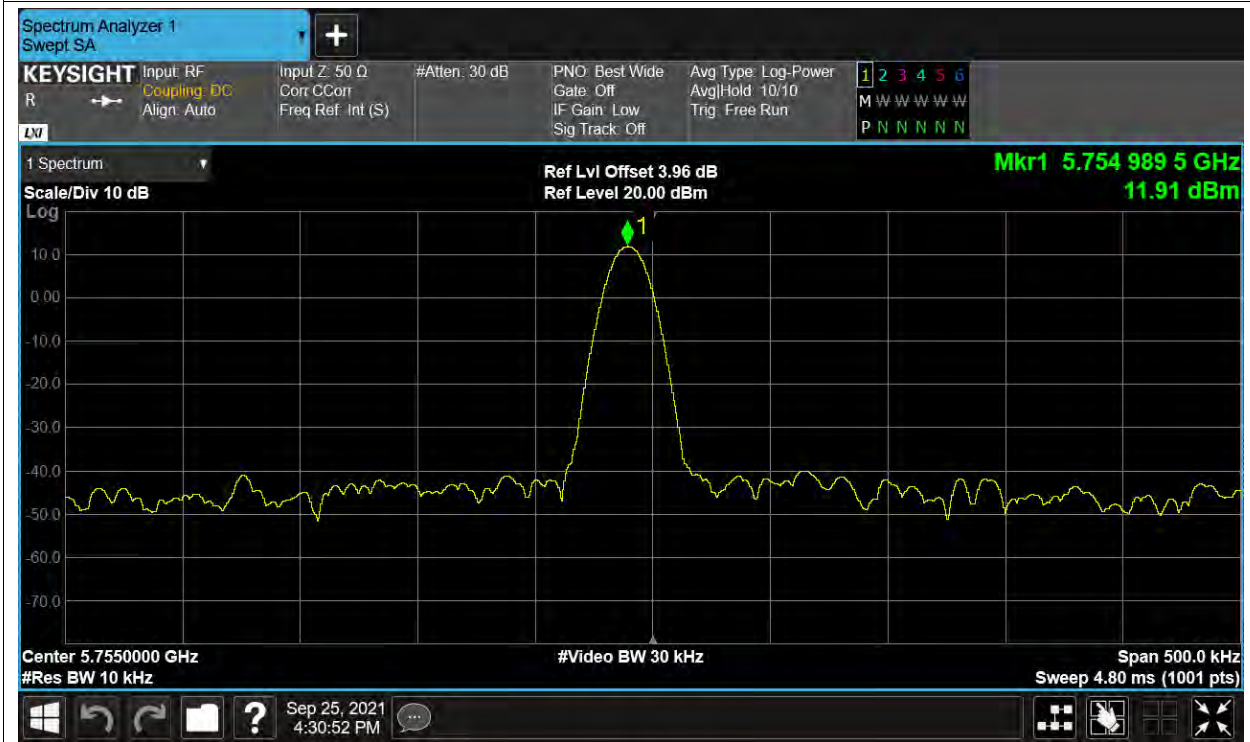 Spectrum Analyzer 1
Swept SA
+
KEYSIGHT
R
LXI
Input: RF
Coupling: DC
Align: Auto
Input Z: 50 Ω
Corr CCorr
Freq Ref: Int (S)
#Atten: 30 dB
PNO: Best Wide
Gate: Off
IF Gain: Low
Sig Track: Off
Avg Type: Log-Power
Avg|Hold: 10/10
Trig: Free Run
1 2 3 4 5 6
M W W W W W
P N N N N N
1 Spectrum
Scale/Div 10 dB
Ref Lvl Offset 3.96 dB
Ref Level 20.00 dBm
Mkr1 5.754 989 5 GHz
11.91 dBm
Log
1
10.0
0.00
-10.0
-20.0
-30.0
-40.0
-50.0
-60.0
-70.0
Center 5.7550000 GHz
#Video BW 30 kHz
Span 500.0 kHz
#Res BW 10 kHz
Sweep 4.80 ms (1001 pts)
?
Sep 25, 2021
4:30:52 PM